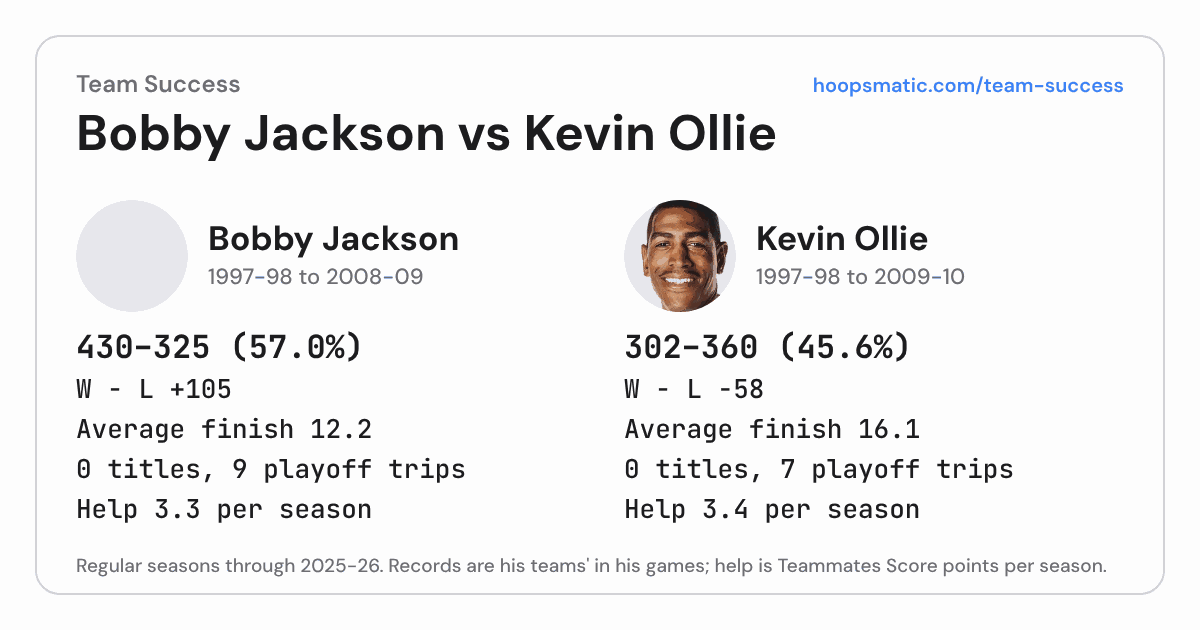 Team Success
hoopsmatic.com/team-success
Bobby Jackson vs Kevin Ollie
Bobby Jackson
1997-98 to 2008-09
430-325 (57.0%)
W - L +105
Average finish 12.2
0 titles, 9 playoff trips
Help 3.3 per season
Kevin Ollie
1997-98 to 2009-10
302-360 (45.6%)
W - L -58
Average finish 16.1
0 titles, 7 playoff trips
Help 3.4 per season
Regular seasons through 2025-26. Records are his teams' in his games; help is Teammates Score points per season.